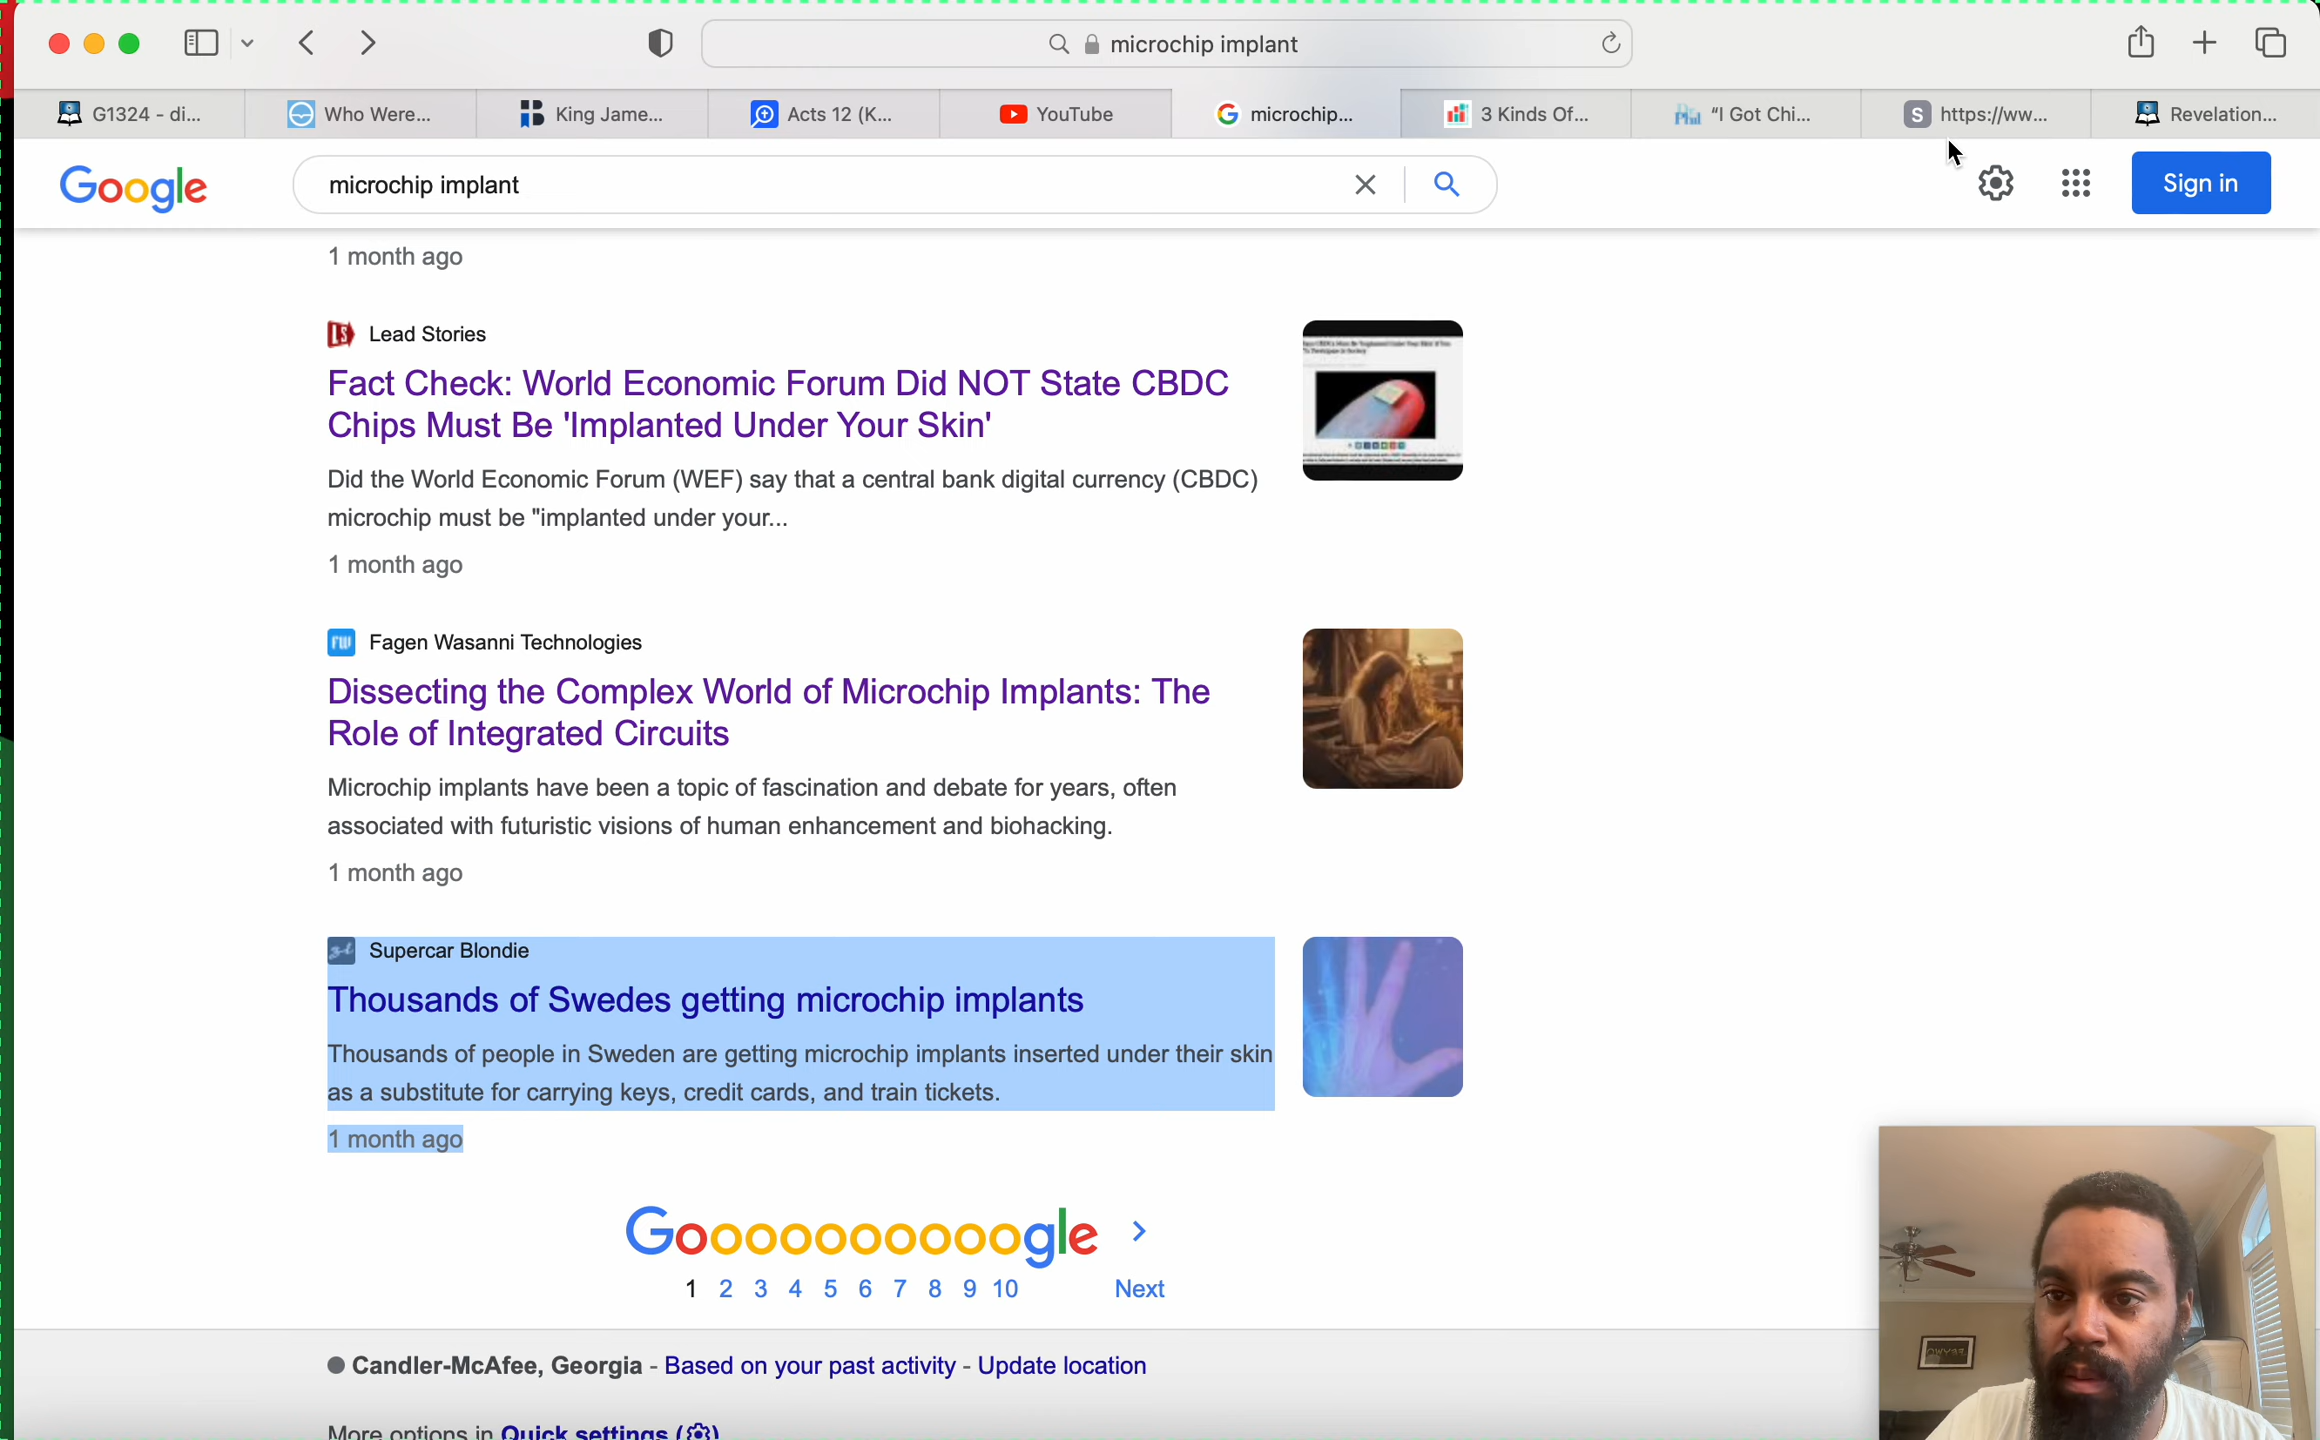 microchip implant
G1324 - di...
Who Were...
King Jame...
Acts 12 (K...
YouTube
microchip...
3 Kinds Of...
“I Got Chi...
S https://ww...
Revelation...
Google
microchip implant
Sign in
1 month ago
LS Lead Stories
Fact Check: World Economic Forum Did NOT State CBDC
Chips Must Be 'Implanted Under Your Skin'
Did the World Economic Forum (WEF) say that a central bank digital currency (CBDC)
microchip must be "implanted under your...
1 month ago
Fagen Wasanni Technologies
Dissecting the Complex World of Microchip Implants: The
Role of Integrated Circuits
Microchip implants have been a topic of fascination and debate for years, often
associated with futuristic visions of human enhancement and biohacking.
1 month ago
Supercar Blondie
Thousands of Swedes getting microchip implants
Thousands of people in Sweden are getting microchip implants inserted under their skin
as a substitute for carrying keys, credit cards, and train tickets.
1 month ago
Goooooooooogle
1 2 3 4 5 6 7 8 9 10 Next
Candler-McAfee, Georgia - Based on your past activity - Update location
More options in Quick settings